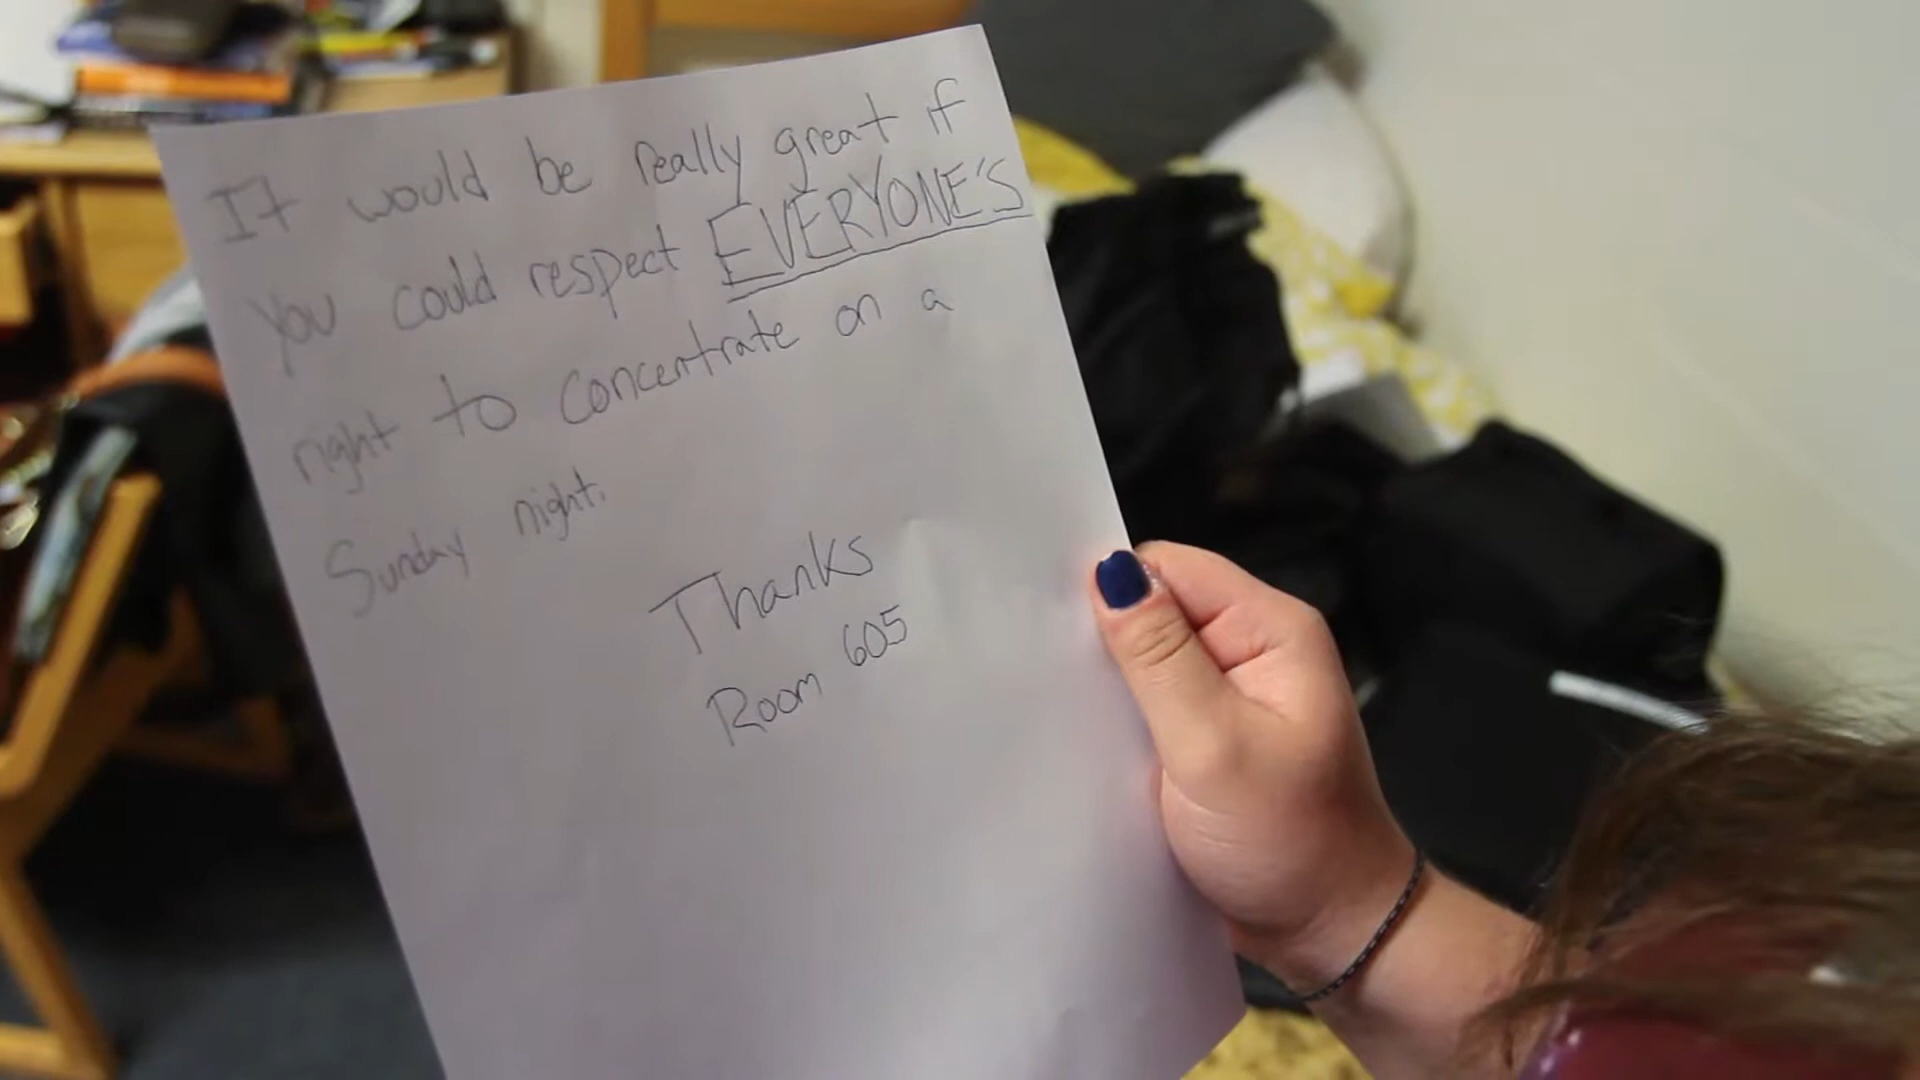 It would be really great if
you could respect EVERYONE'S
right to concentrate on a
Sunday night.
Thanks
Room 605